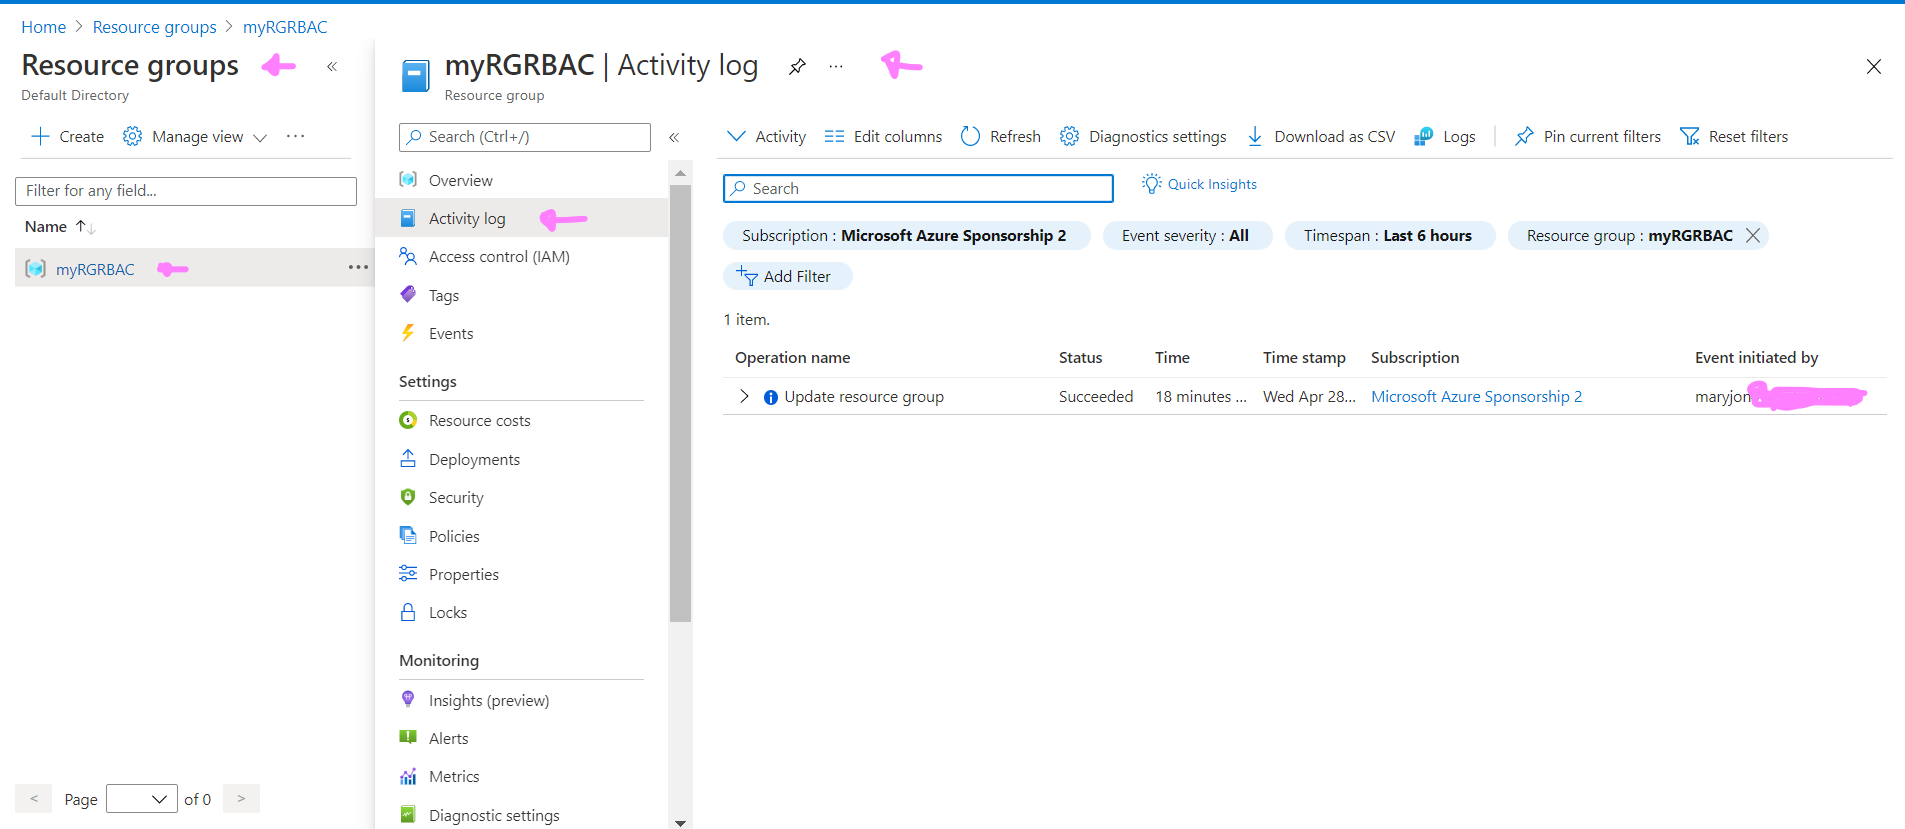 Home > Resource groups > myRGRBAC
Resource groups «
Default Directory
+ Create Manage view ...
Filter for any field...
Name ↑↓
myRGRBAC ...
< Page of 0 >
myRGRBAC | Activity log ...
Resource group
Search (Ctrl+/) «
Overview
Activity log
Access control (IAM)
Tags
Events
Settings
Resource costs
Deployments
Security
Policies
Properties
Locks
Monitoring
Insights (preview)
Alerts
Metrics
Diagnostic settings
Activity Edit columns Refresh Diagnostics settings Download as CSV Logs Pin current filters Reset filters
Search Quick Insights
Subscription : Microsoft Azure Sponsorship 2 Event severity : All Timespan : Last 6 hours Resource group : myRGRBAC
Add Filter
1 item.
Operation name Status Time Time stamp Subscription Event initiated by
Update resource group Succeeded 18 minutes ... Wed Apr 28... Microsoft Azure Sponsorship 2 maryjon